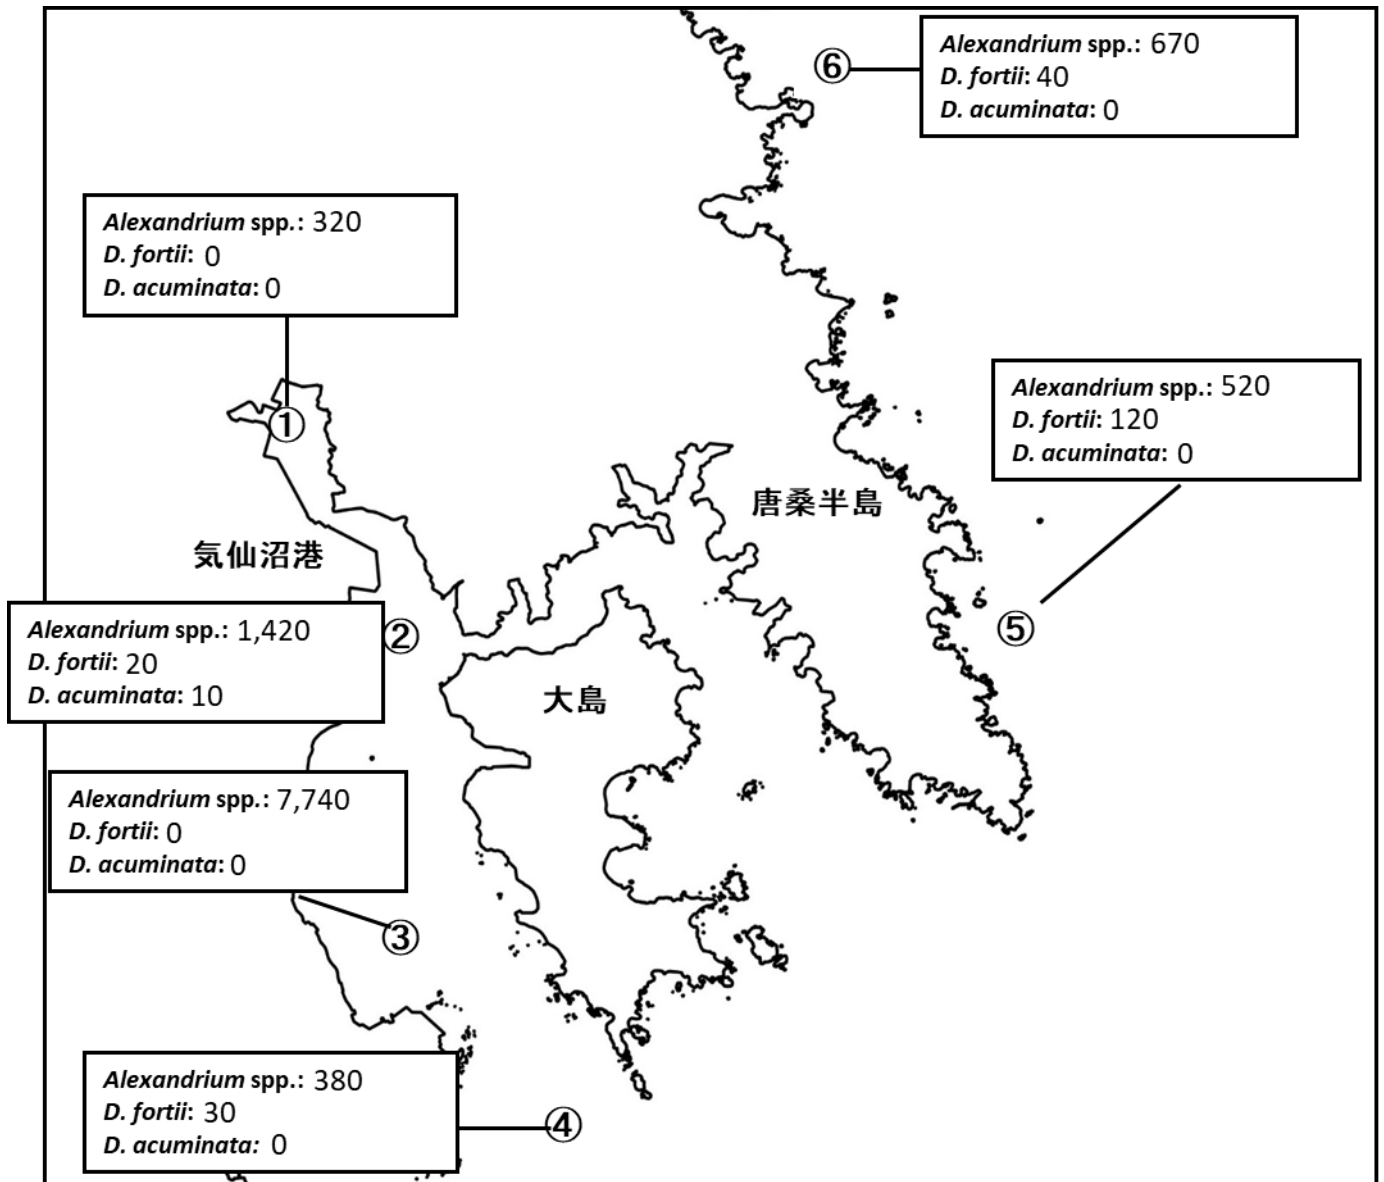 ⑥
Alexandrium spp.: 670
D. fortii: 40
D. acuminata: 0
Alexandrium spp.: 320
D. fortii: 0
D. acuminata: 0
①
Alexandrium spp.: 520
D. fortii: 120
D. acuminata: 0
唐桑半島
気仙沼港
⑤
Alexandrium spp.: 1,420
D. fortii: 20
D. acuminata: 10
②
大島
Alexandrium spp.: 7,740
D. fortii: 0
D. acuminata: 0
③
Alexandrium spp.: 380
D. fortii: 30
D. acuminata: 0
④